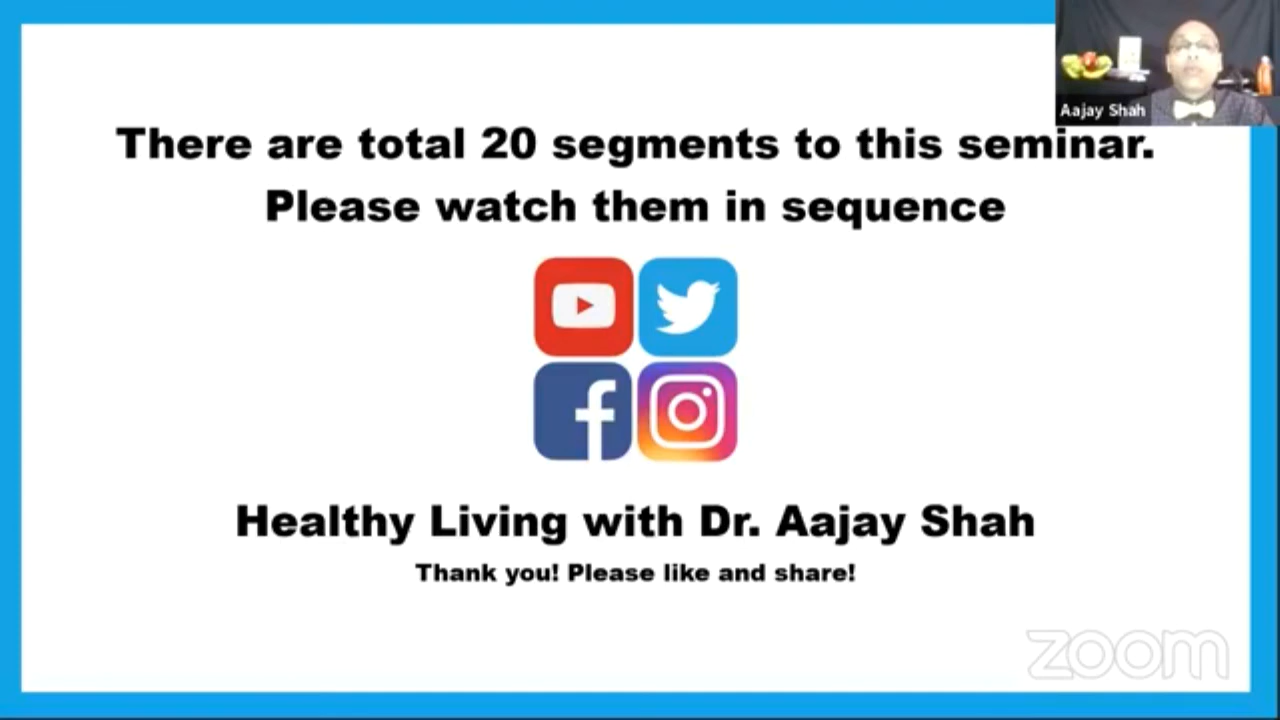 Aajay Shah
There are total 20 segments to this seminar.
Please watch them in sequence
Healthy Living with Dr. Aajay Shah
Thank you! Please like and share!
zoom